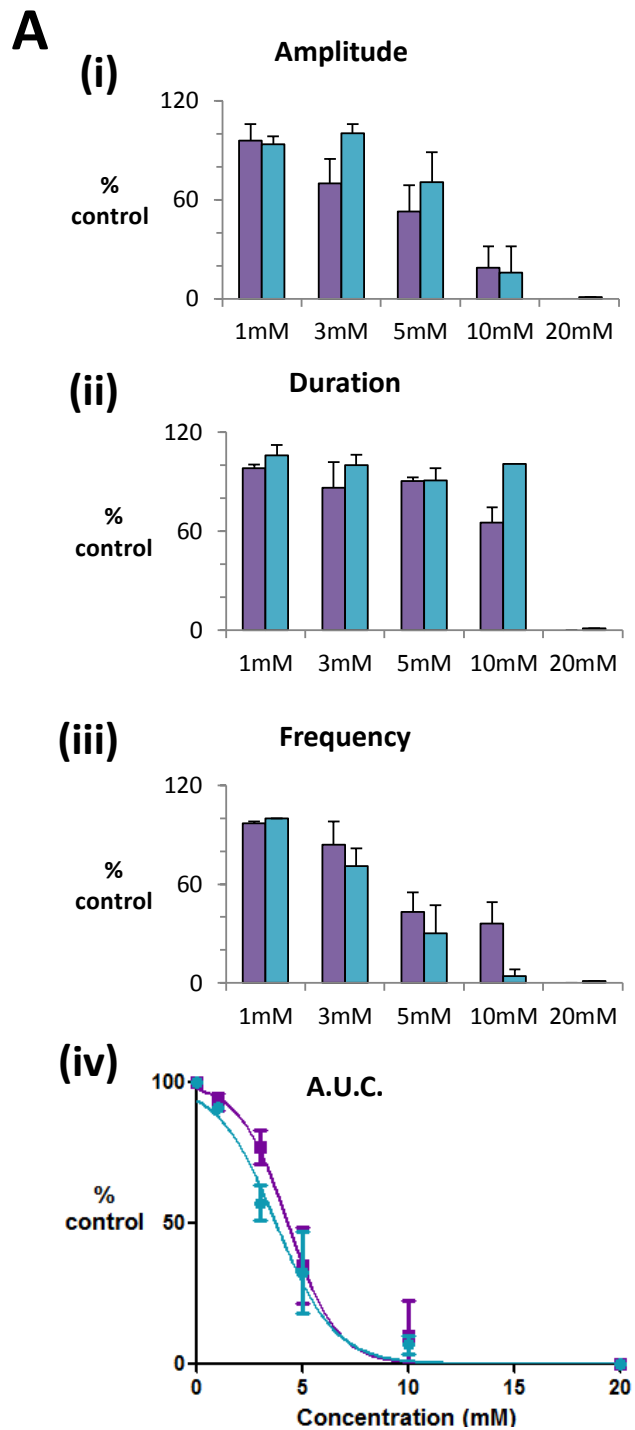 A
(i)
Amplitude
120
60
0
%
control
1mM 3mM 5mM 10mM 20mM
(ii)
Duration
120
60
0
%
control
1mM 3mM 5mM 10mM 20mM
(iii)
Frequency
120
60
0
%
control
1mM 3mM 5mM 10mM 20mM
(iv)
A.U.C.
100
50
0
%
control
0 5 10 15 20
Concentration (mM)